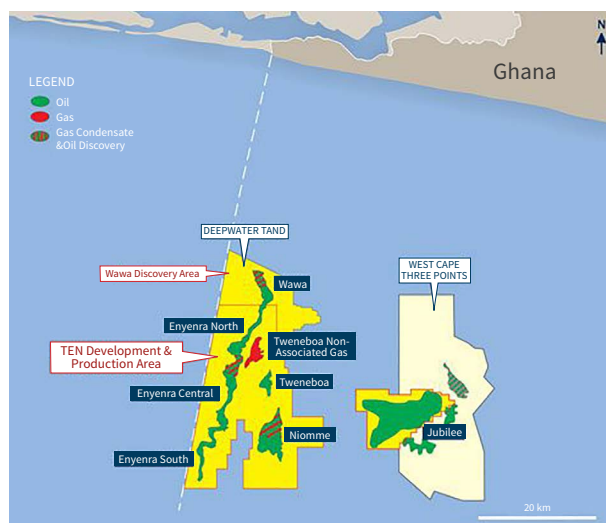 N
Ghana
LEGEND
Oil
Gas
Gas Condensate
&Oil Discovery
DEEPWATER TAND
Wawa Discovery Area
WEST CAPE
THREE POINTS
Wawa
Enyenra North
Tweneboa Non-
Associated Gas
TEN Development &
Production Area
Tweneboa
Enyenra Central
Niomme
Jubilee
Enyenra South
20 km